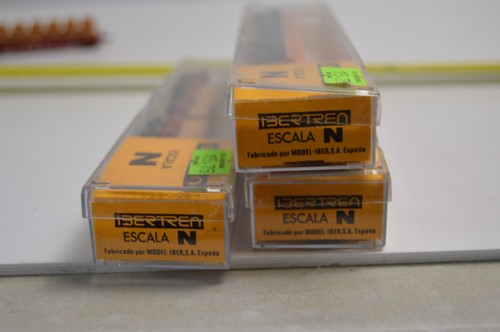 N
IBERTREN
ESCALA N
Fabricado por MODEL-IBER,S.A. España
ESCALA
N
IBERTREN
ESCALA N
Fabricado por MODEL-IBER,S.A. España
IBERTREN
ESCALA N
Fabricado por MODEL-IBER,S.A. España